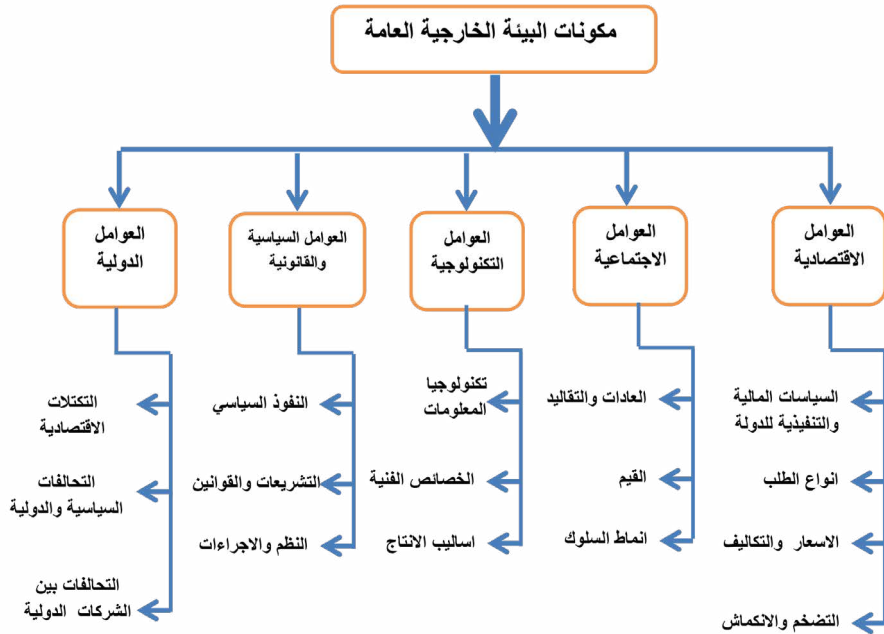 مكونات البيئة الخارجية العامة
العوامل
الاقتصادية
العوامل
الاجتماعية
العوامل
التكنولوجية
العوامل السياسية
والقانونية
العوامل
الدولية
السياسات المالية
والتنفيذية للدولة
انواع الطلب
الاسعار والتكاليف
التضخم والانكماش
العادات والتقاليد
القيم
انماط السلوك
تكنولوجيا
المعلومات
الخصائص الفنية
اساليب الانتاج
النفوذ السياسي
التشريعات والقوانين
النظم والاجراءات
التكتلات
الاقتصادية
التحالفات
السياسية والدولية
التحالفات بين
الشركات الدولية